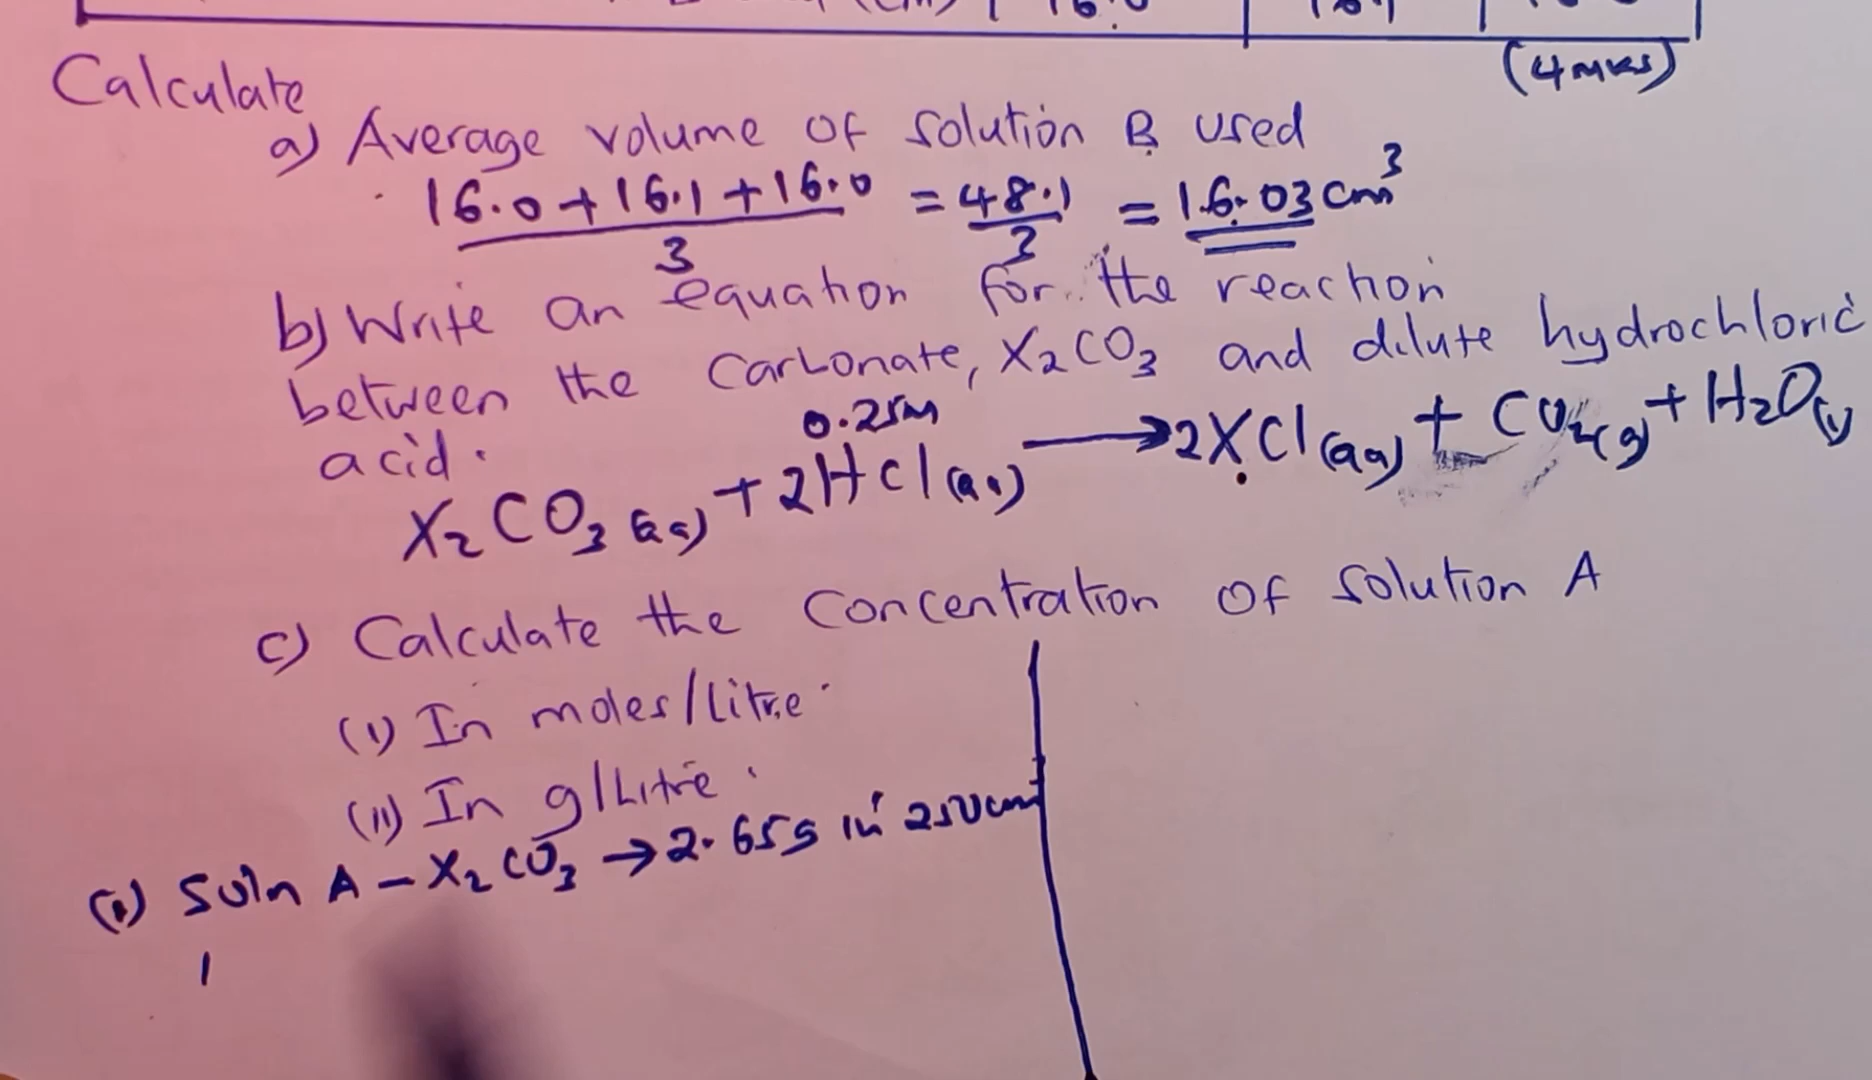 (4mks)
Calculate
a) Average volume of solution B used
16.0 + 16.1 + 16.0 = 48.1 = 16.03 cm³
3 3
b) Write an equation for the reaction
between the carbonate, X₂CO₃ and dilute hydrochloric
acid.
0.25M
X₂CO₃(aq) + 2HCl(aq) → 2XCl(aq) + CO₂(g) + H₂O(l)
c) Calculate the concentration of solution A
(i) In moles/litre.
(ii) In g/Litre.
(i) Soln A – X₂CO₃ → 2.65g in 250cm³
1